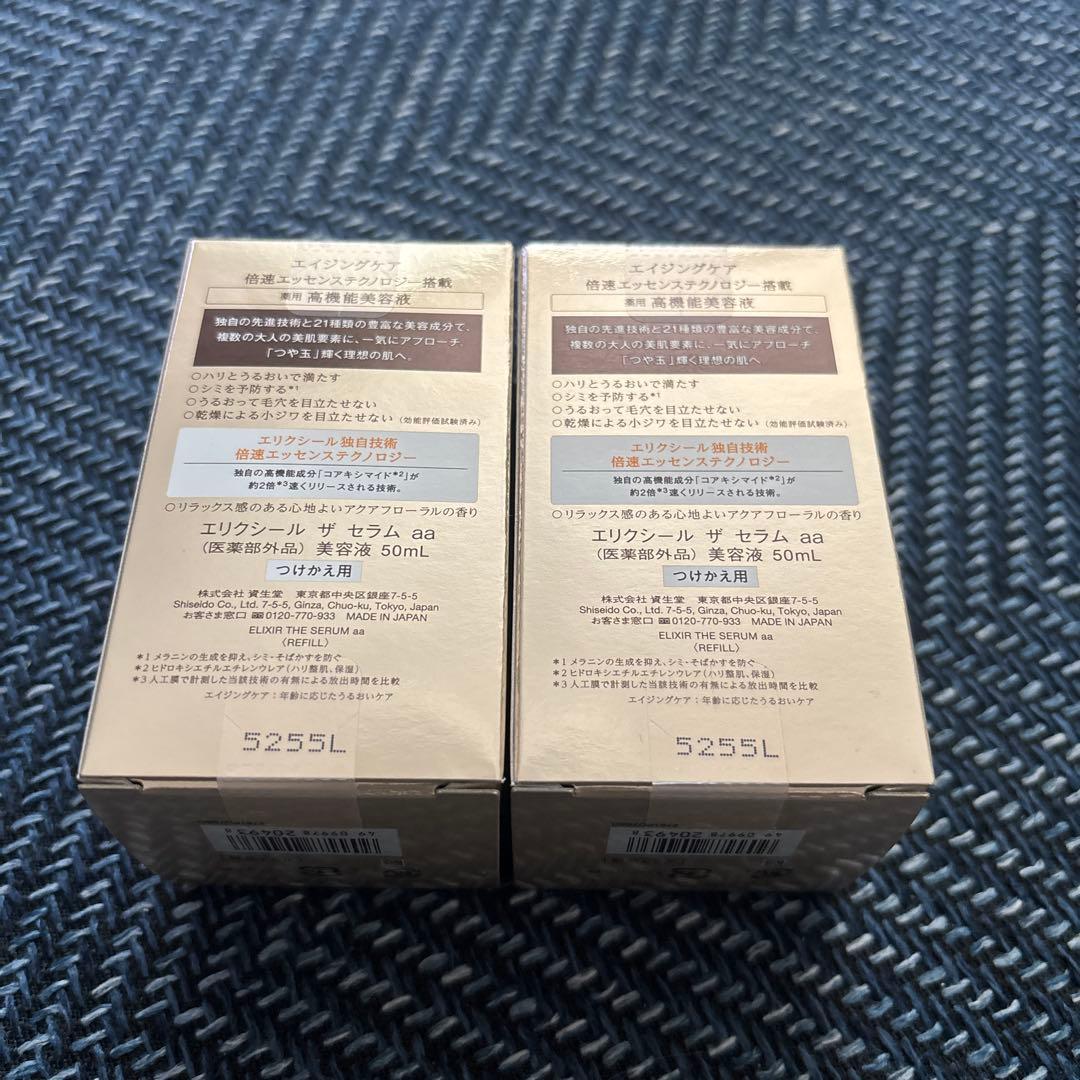 エイジングケア
倍速エッセンステクノロジー搭載
薬用 高機能美容液
独自の先進技術と21種類の豊富な美容成分で、
複数の大人の美肌要素に、一気にアプローチ
「つや玉」輝く理想の肌へ。
○ハリとうるおいで満たす
○シミを予防する*1
○うるおって毛穴を目立たせない
○乾燥による小ジワを目立たせない（効能評価試験済み）
エリクシール独自技術
倍速エッセンステクノロジー
独自の高機能成分「コアキシマイド*2」が
約2倍*3速くリリースされる技術。
○リラックス感のある心地よいアクアフローラルの香り
エリクシール ザ セラム aa
（医薬部外品） 美容液 50mL
つけかえ用
株式会社 資生堂 東京都中央区銀座7-5-5
Shiseido Co., Ltd. 7-5-5, Ginza, Chuo-ku, Tokyo, Japan
お客さま窓口 0120-770-933 MADE IN JAPAN
ELIXIR THE SERUM aa
〈REFILL〉
*1 メラニンの生成を抑え、シミ・そばかすを防ぐ
*2 ヒドロキシエチルエチレンウレア（ハリ整肌、保湿）
*3 人工膜で計測した当該技術の有無による放出時間を比較
エイジングケア：年齢に応じたうるおいケア
5255L
49 09978 20493 8
エイジングケア
倍速エッセンステクノロジー搭載
薬用 高機能美容液
独自の先進技術と21種類の豊富な美容成分で、
複数の大人の美肌要素に、一気にアプローチ
「つや玉」輝く理想の肌へ。
○ハリとうるおいで満たす
○シミを予防する*1
○うるおって毛穴を目立たせない
○乾燥による小ジワを目立たせない（効能評価試験済み）
エリクシール独自技術
倍速エッセンステクノロジー
独自の高機能成分「コアキシマイド*2」が
約2倍*3速くリリースされる技術。
○リラックス感のある心地よいアクアフローラルの香り
エリクシール ザ セラム aa
（医薬部外品） 美容液 50mL
つけかえ用
株式会社 資生堂 東京都中央区銀座7-5-5
Shiseido Co., Ltd. 7-5-5, Ginza, Chuo-ku, Tokyo, Japan
お客さま窓口 0120-770-933 MADE IN JAPAN
ELIXIR THE SERUM aa
〈REFILL〉
*1 メラニンの生成を抑え、シミ・そばかすを防ぐ
*2 ヒドロキシエチルエチレンウレア（ハリ整肌、保湿）
*3 人工膜で計測した当該技術の有無による放出時間を比較
エイジングケア：年齢に応じたうるおいケア
5255L
49 09978 20493 8